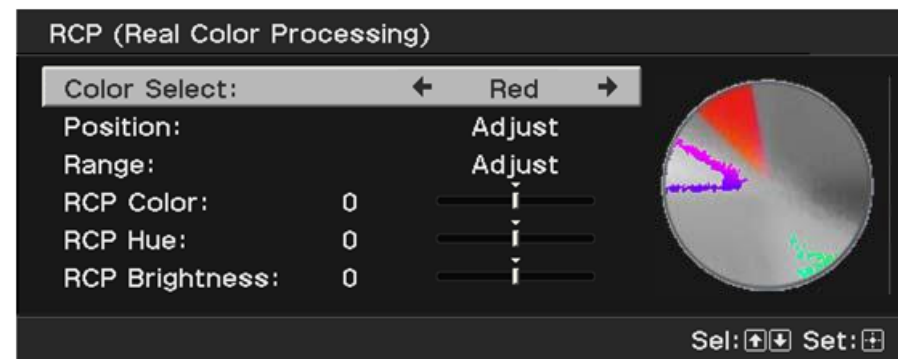 RCP (Real Color Processing)
Color Select: ← Red →
Position: Adjust
Range: Adjust
RCP Color: 0
RCP Hue: 0
RCP Brightness: 0
Sel:↑↓ Set: